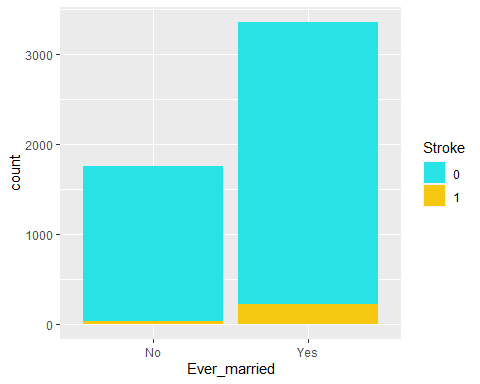 3000
2000
1000
0
count
No Yes
Ever_married
Stroke
0
1